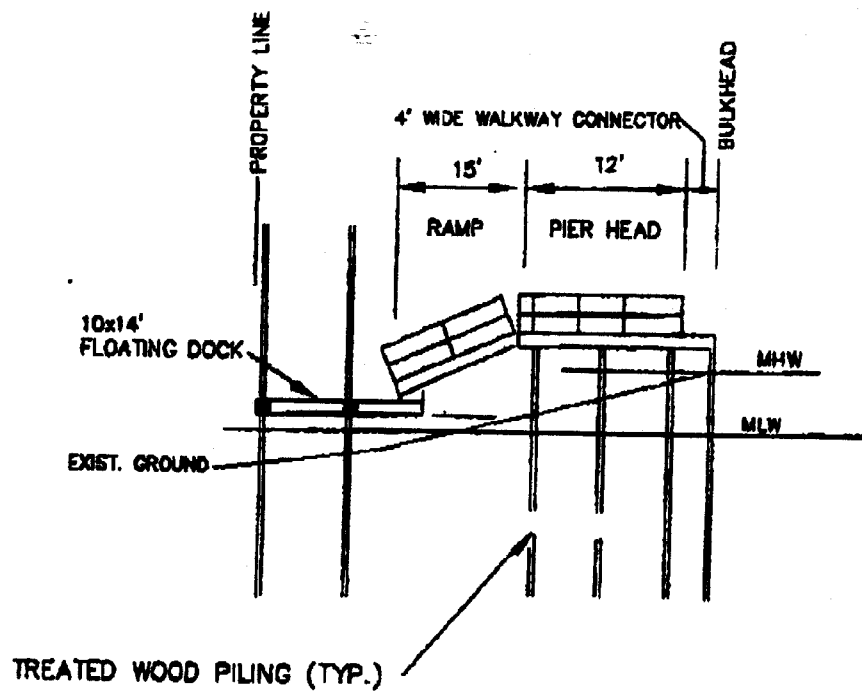 PROPERTY LINE
BULKHEAD
4' WIDE WALKWAY CONNECTOR
15'
12'
RAMP
PIER HEAD
10x14'
FLOATING DOCK
MHW
MLW
EXIST. GROUND
TREATED WOOD PILING (TYP.)